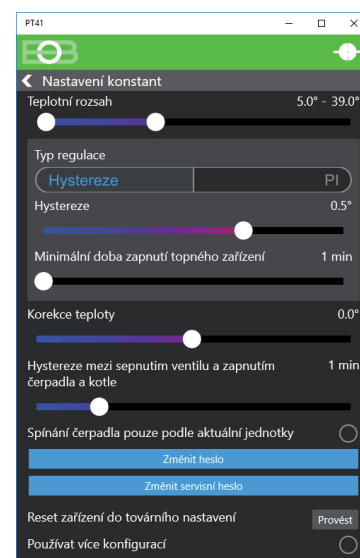 PT41
EOB
Nastavení konstant
Teplotní rozsah 5.0° - 39.0°
Typ regulace
Hystereze PI
Hystereze 0.5°
Minimální doba zapnutí topného zařízení 1 min
Korekce teploty 0.0°
Hystereze mezi sepnutim ventilu a zapnutím 1 min
čerpadla a kotle
Spínání čerpadla pouze podle aktuální jednotky
Změnit heslo
Změnit servisní heslo
Reset zařízení do továrního nastavení Provést
Používat více konfigurací